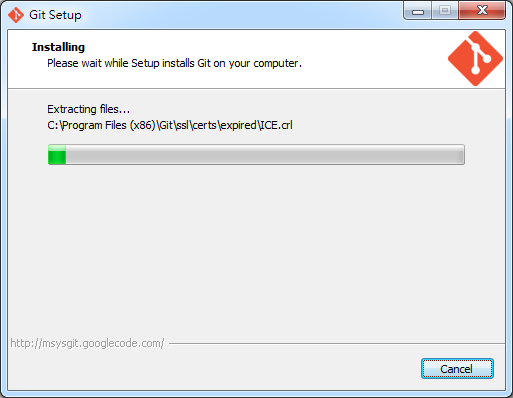 Git Setup
Installing
Please wait while Setup installs Git on your computer.
Extracting files...
C:\Program Files (x86)\Git\ssl\certs\expired\ICE.crl
http://msysgit.googlecode.com/
Cancel